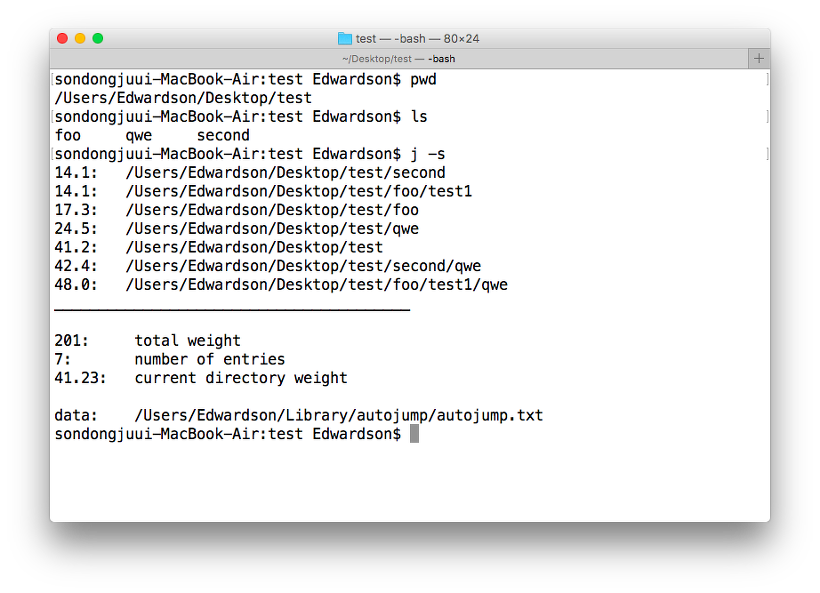 test — -bash — 80×24
~/Desktop/test — -bash
sondongjuui-MacBook-Air:test Edwardson$ pwd
/Users/Edwardson/Desktop/test
sondongjuui-MacBook-Air:test Edwardson$ ls
foo qwe second
sondongjuui-MacBook-Air:test Edwardson$ j -s
14.1: /Users/Edwardson/Desktop/test/second
14.1: /Users/Edwardson/Desktop/test/foo/test1
17.3: /Users/Edwardson/Desktop/test/foo
24.5: /Users/Edwardson/Desktop/test/qwe
41.2: /Users/Edwardson/Desktop/test
42.4: /Users/Edwardson/Desktop/test/second/qwe
48.0: /Users/Edwardson/Desktop/test/foo/test1/qwe
________________________________________
201: total weight
7: number of entries
41.23: current directory weight
data: /Users/Edwardson/Library/autojump/autojump.txt
sondongjuui-MacBook-Air:test Edwardson$